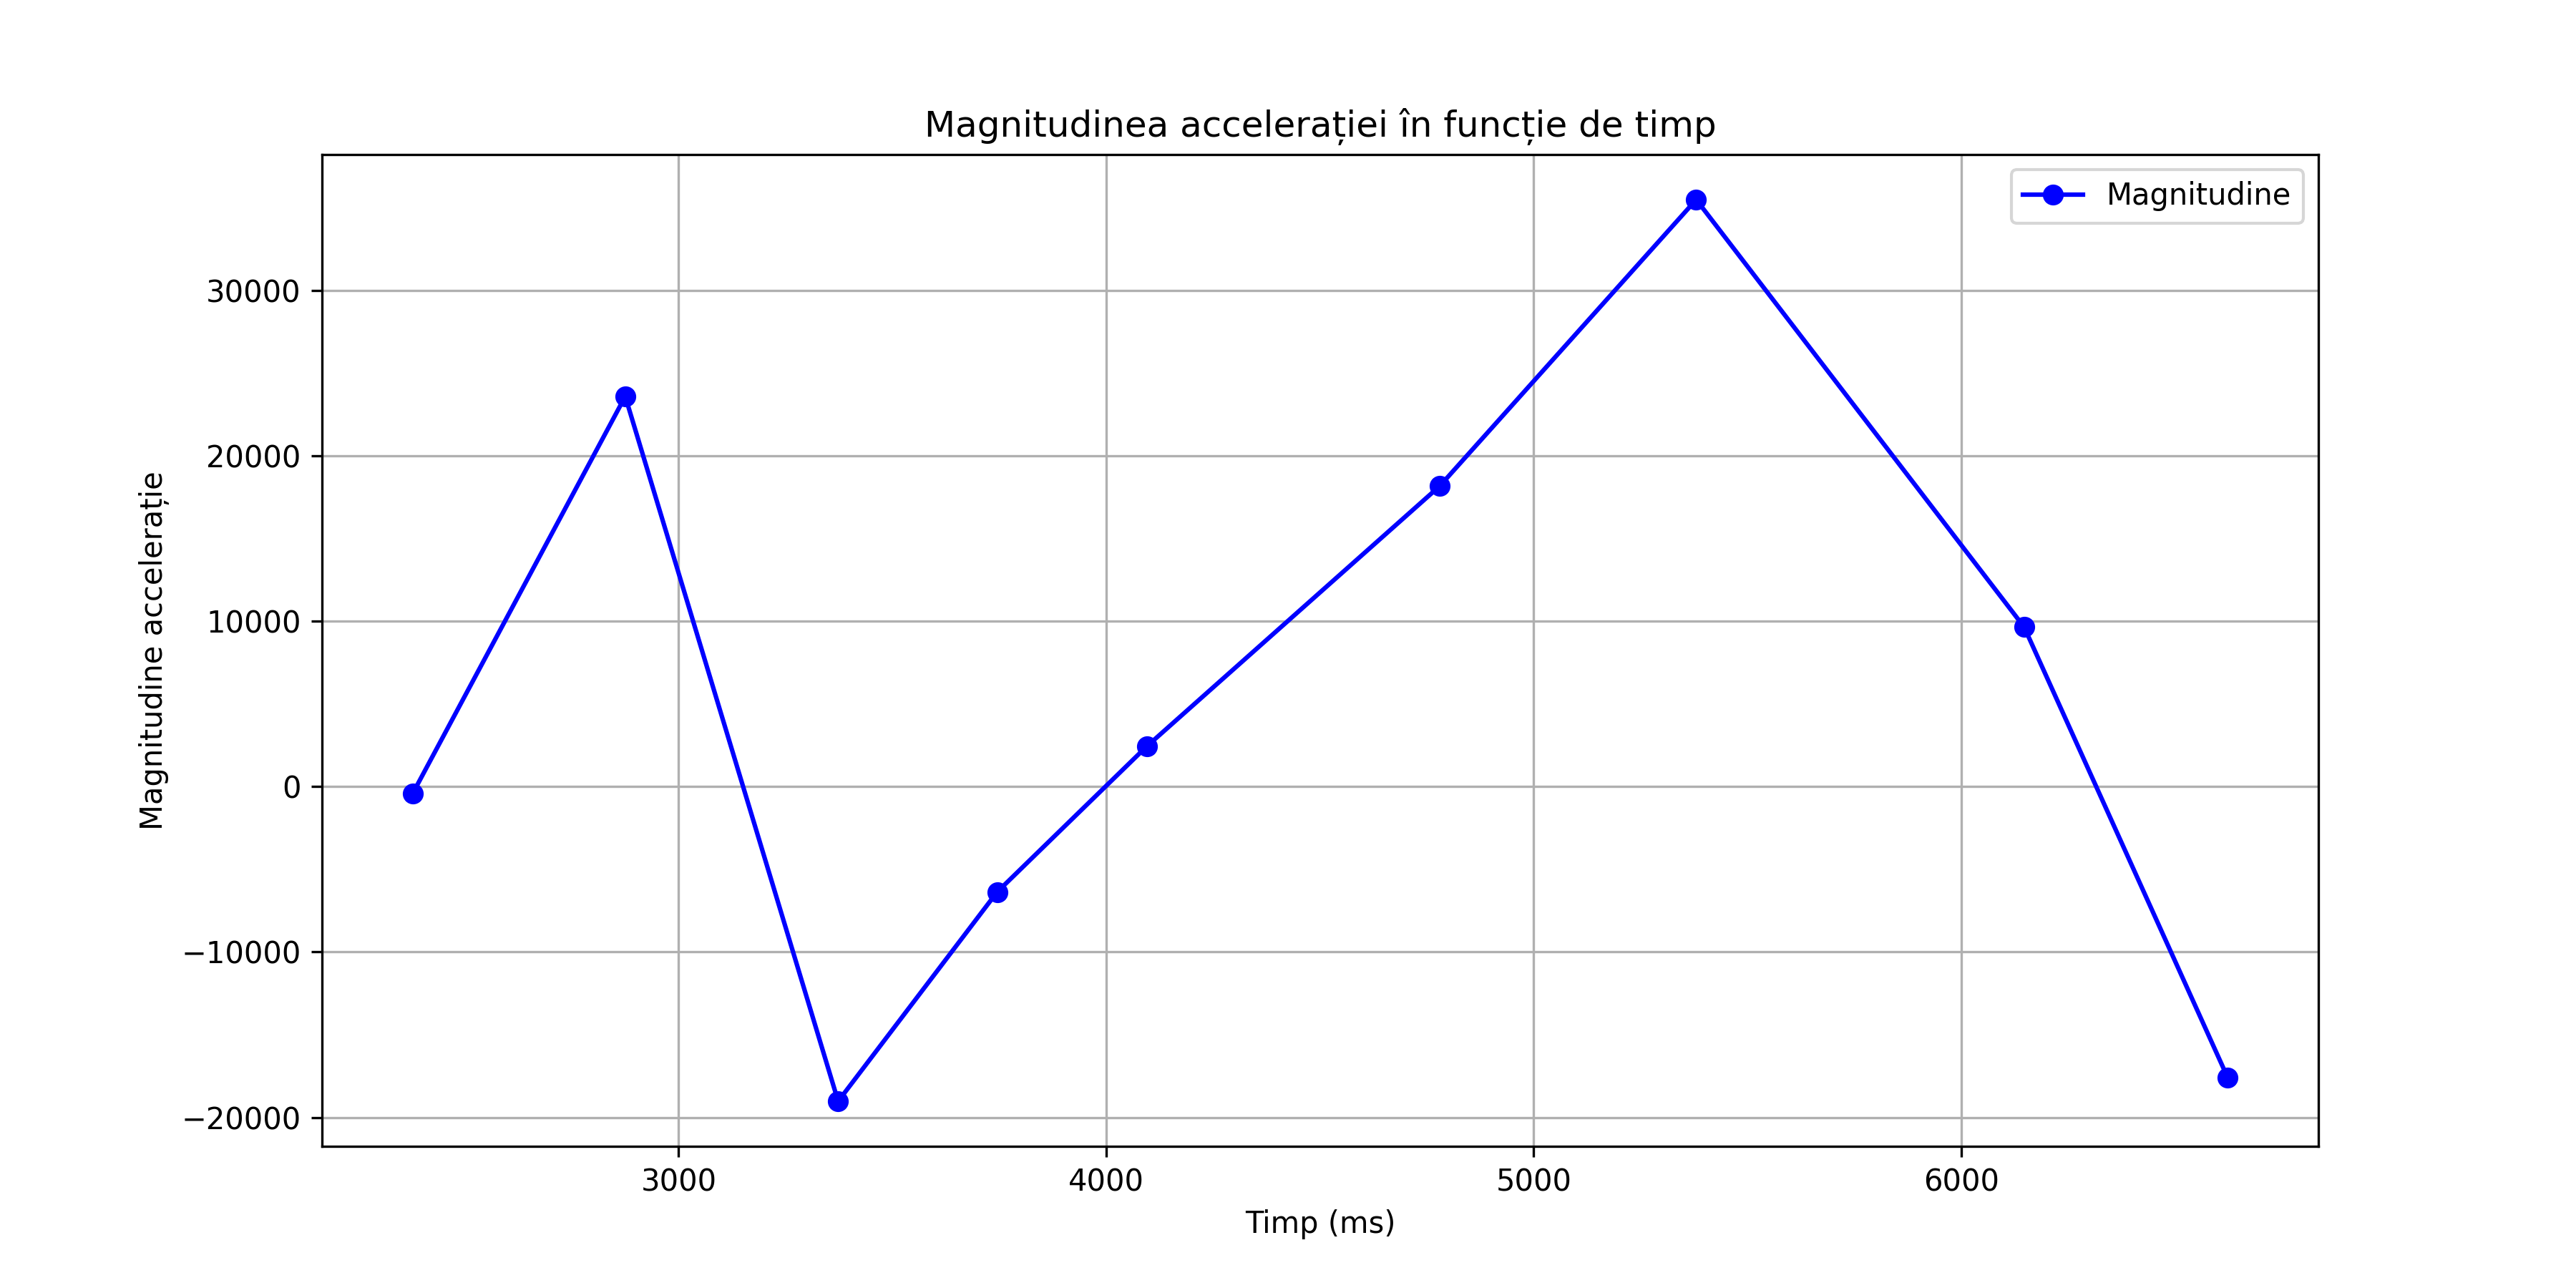 Magnitudinea accelerației în funcție de timp
Magnitudine
Magnitudine accelerație
30000
20000
10000
0
−10000
−20000
3000
4000
5000
6000
Timp (ms)